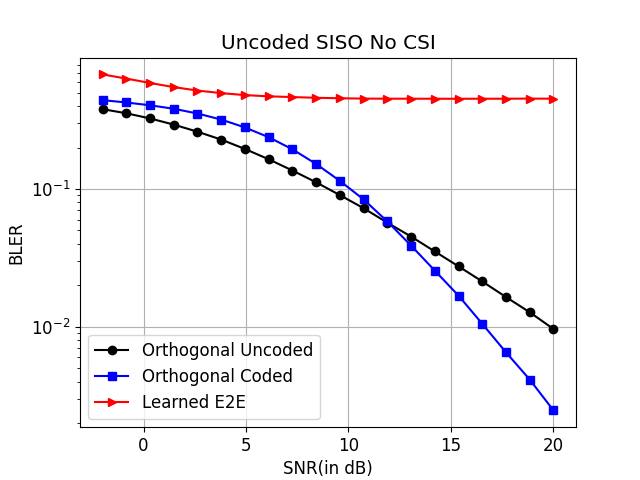 Uncoded SISO No CSI
BLER
10⁻¹
10⁻²
Orthogonal Uncoded
Orthogonal Coded
Learned E2E
0 5 10 15 20
SNR(in dB)